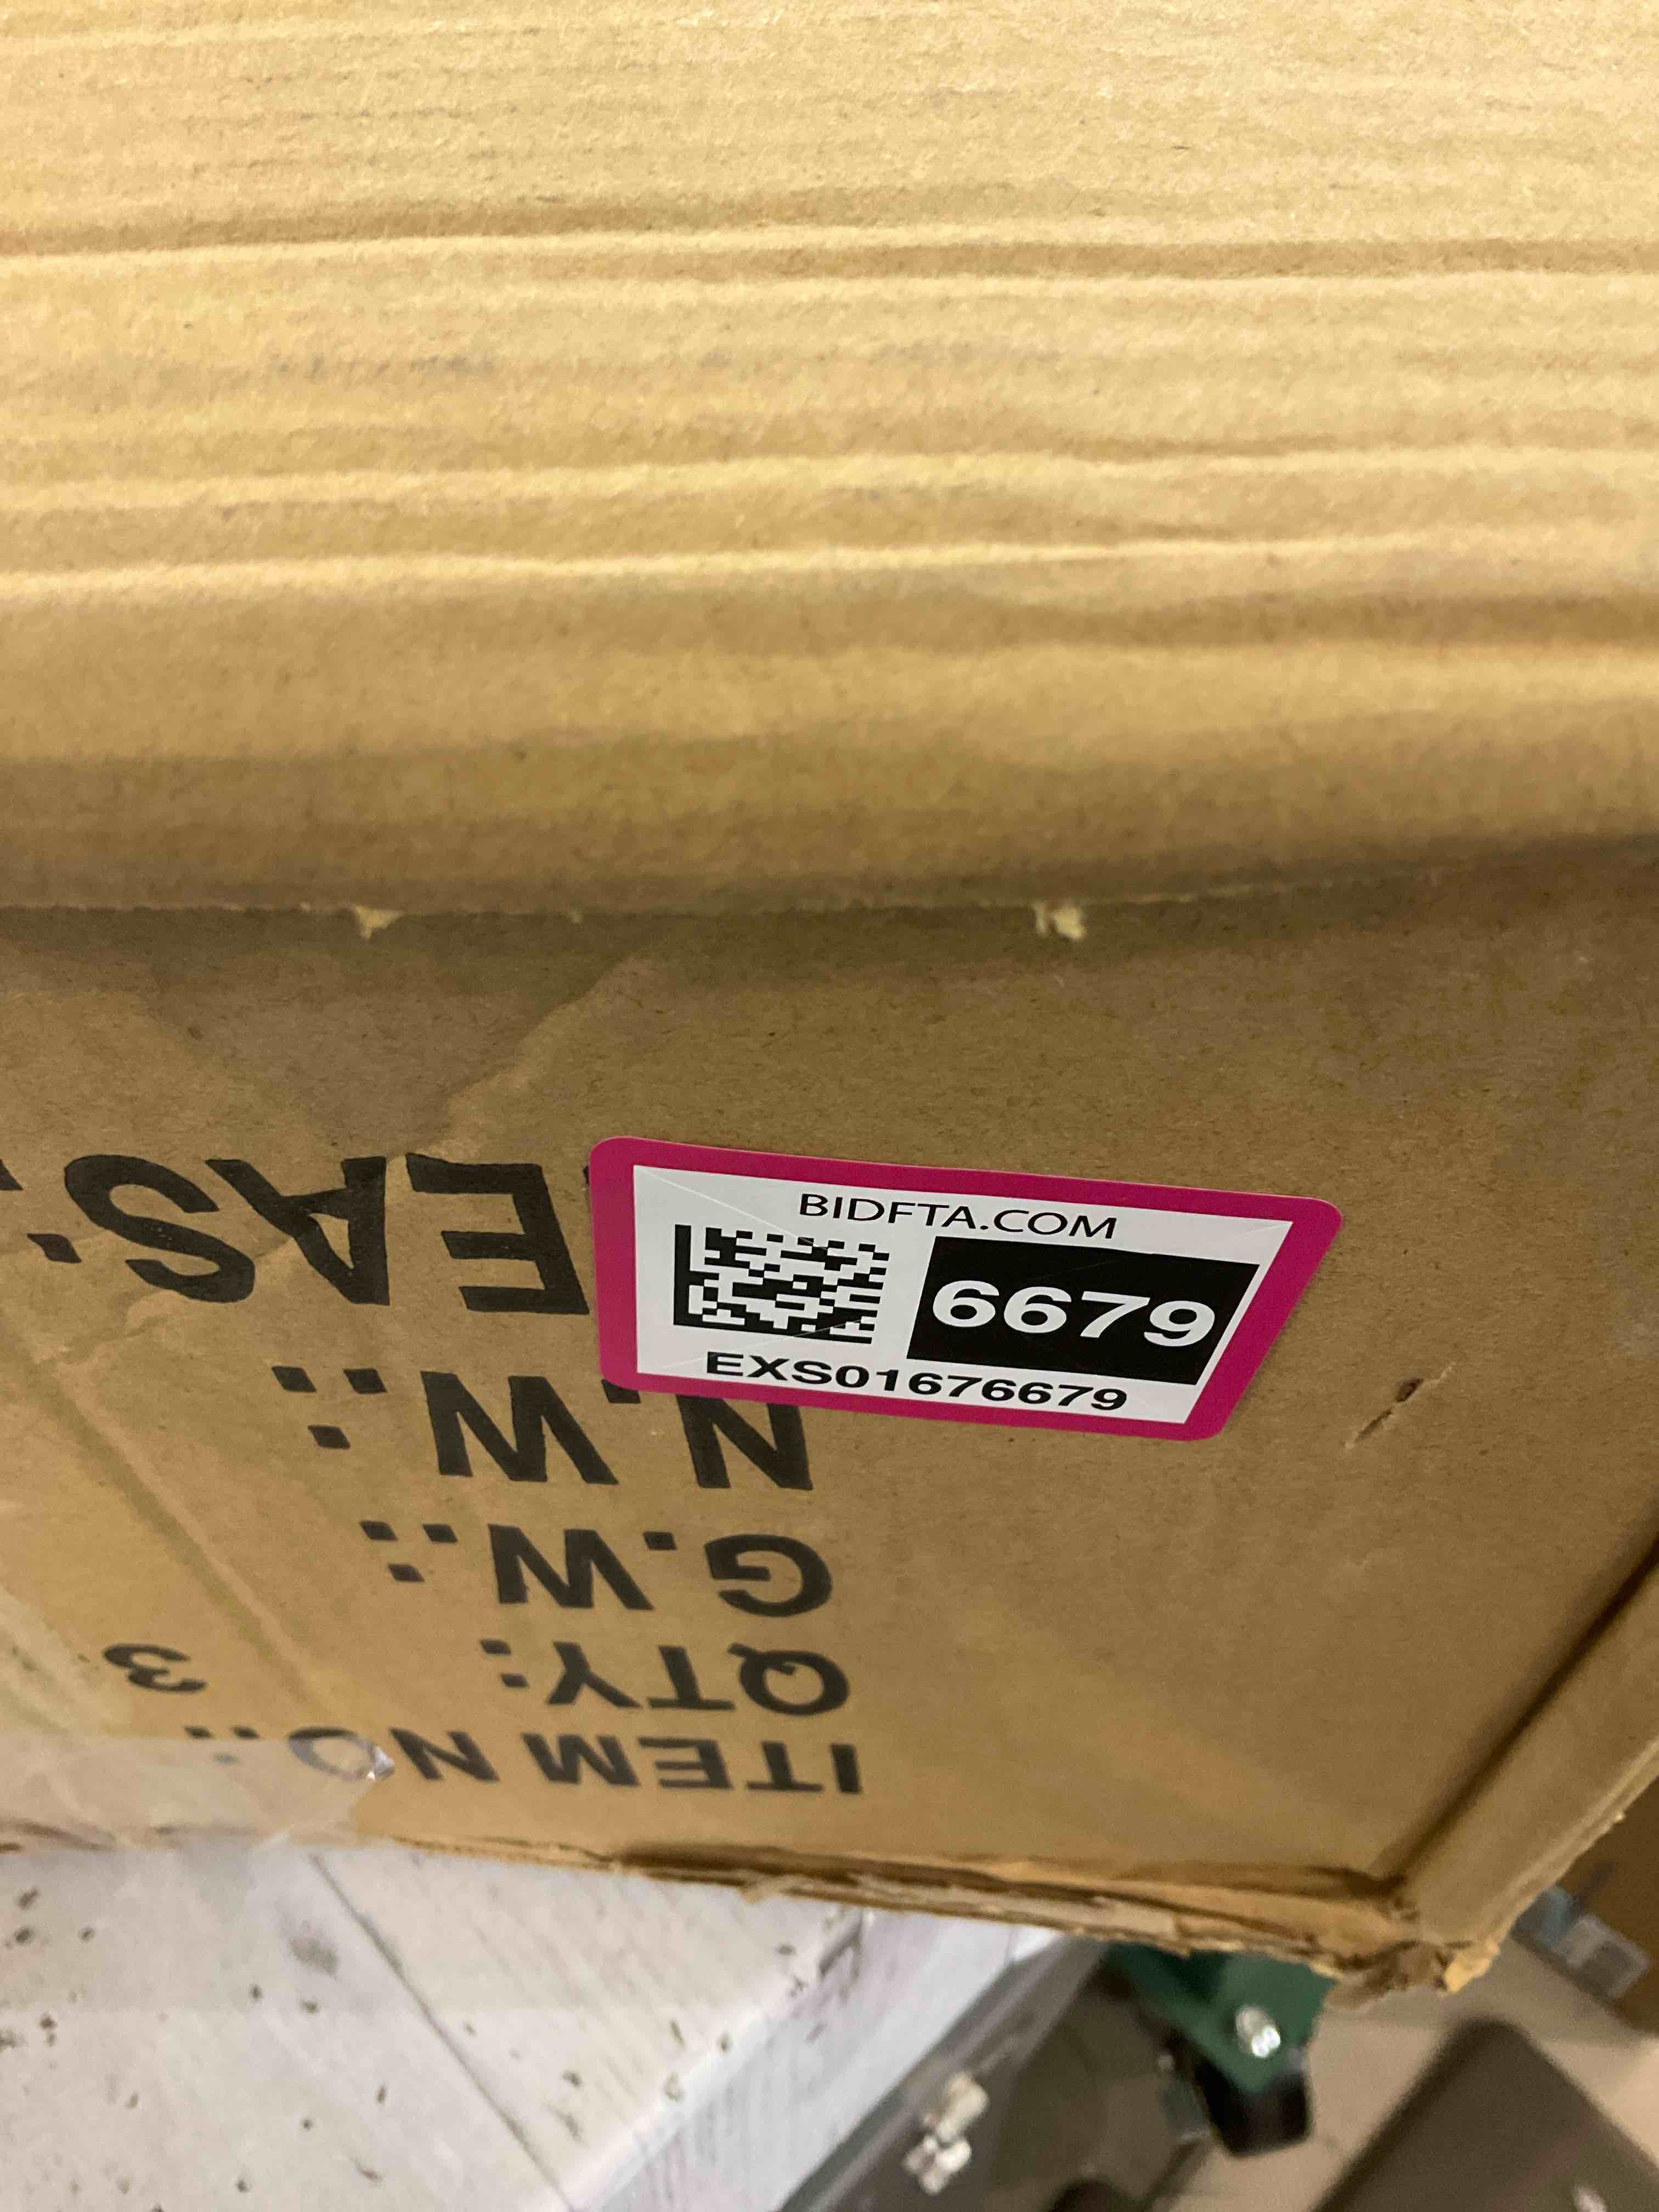 BIDFTA.COM
6679
EXS01676679
ITEM NO.:
QTY: 3
G.W.:
N.W.:
EAS.